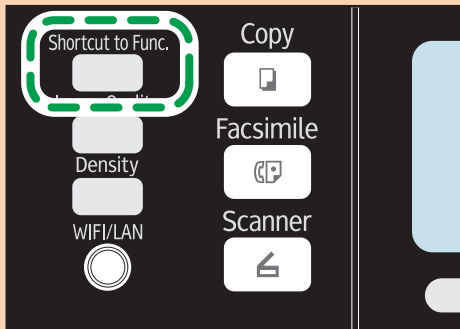 Shortcut to Func.
Density
WIFI/LAN
Copy
Facsimile
Scanner